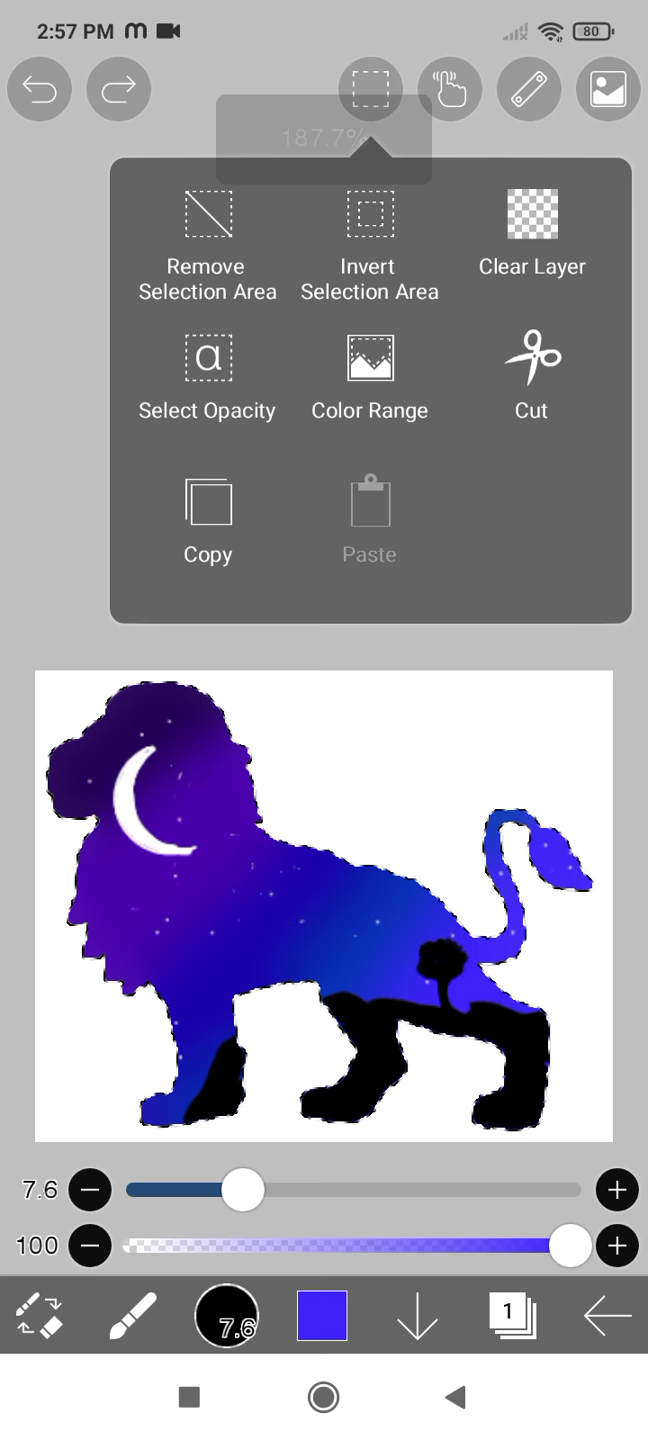 2:57 PM
80
187.7%
Remove
Selection Area
Invert
Selection Area
Clear Layer
α
Select Opacity
Color Range
Cut
Copy
Paste
7.6
100
7.6
1